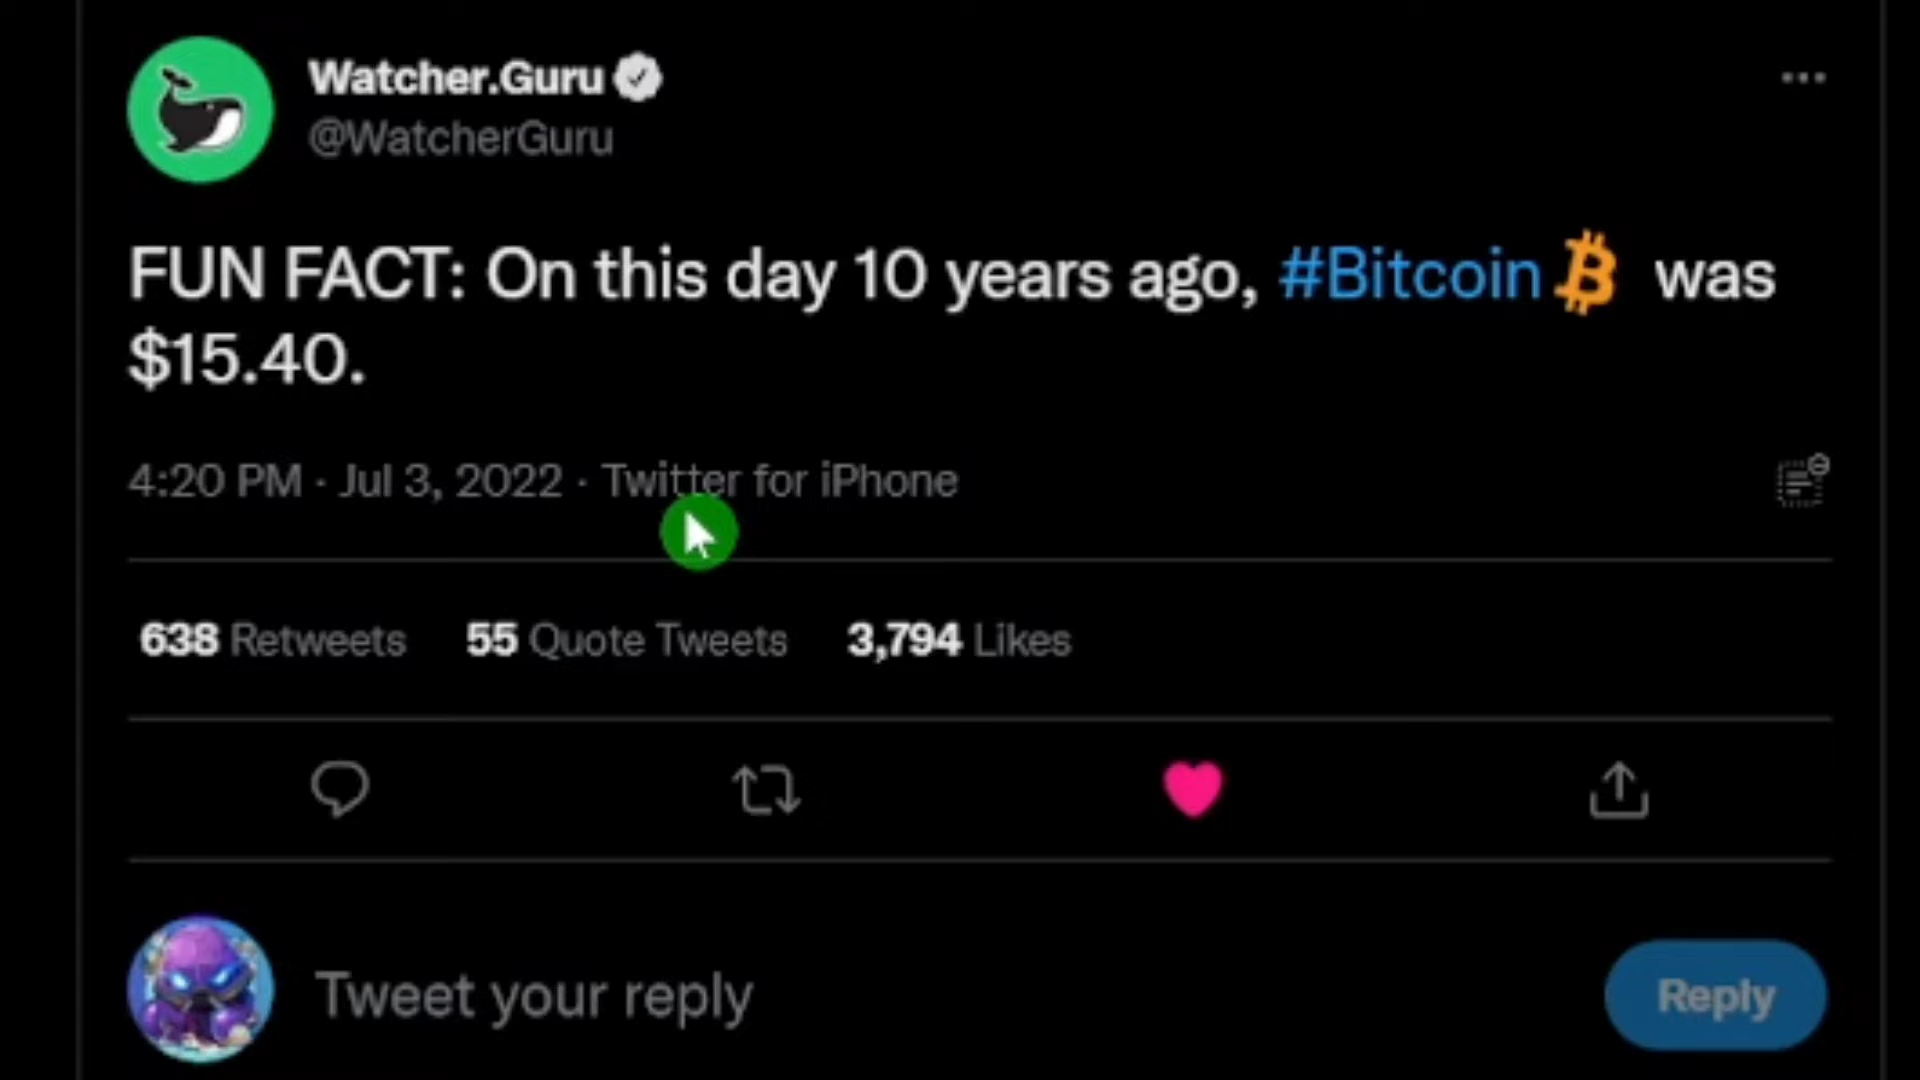 Watcher.Guru
@WatcherGuru
FUN FACT: On this day 10 years ago, #Bitcoin was
$15.40.
4:20 PM · Jul 3, 2022 · Twitter for iPhone
638 Retweets 55 Quote Tweets 3,794 Likes
Tweet your reply
Reply